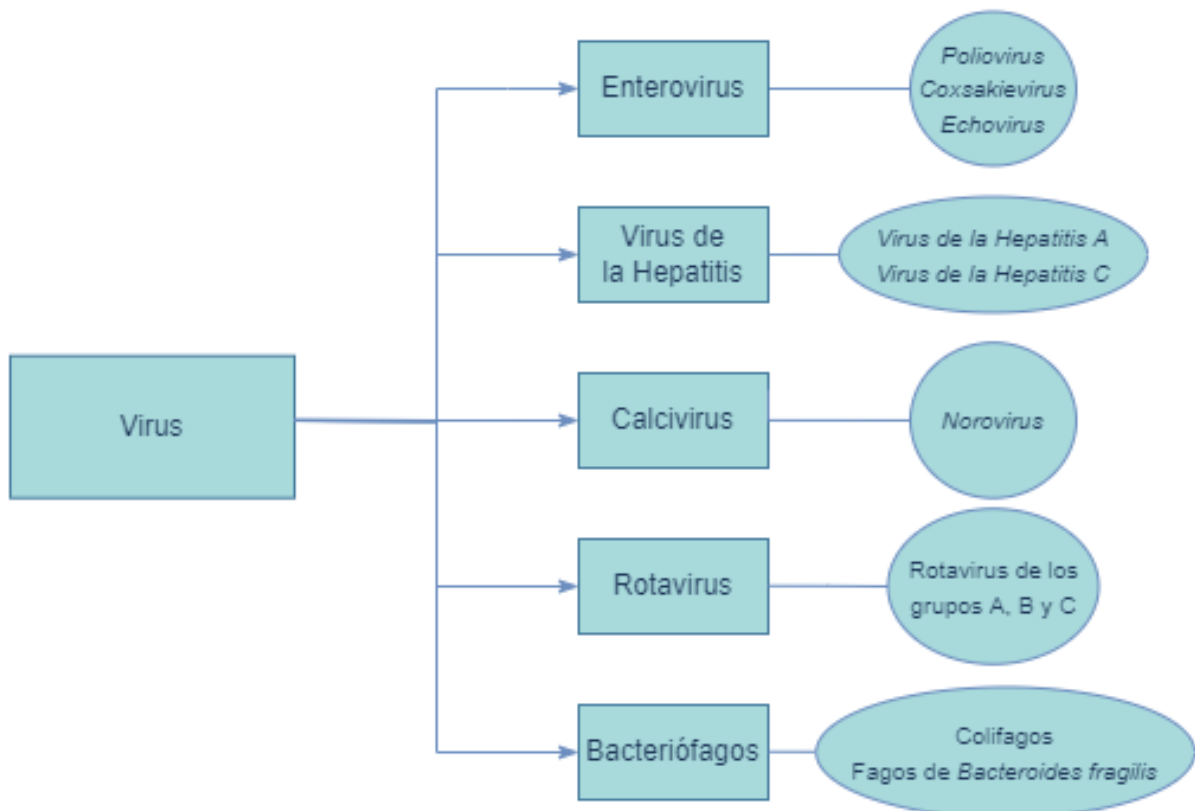 Enterovirus
Poliovirus
Coxsakievirus
Echovirus
Virus de
la Hepatitis
Virus de la Hepatitis A
Virus de la Hepatitis C
Virus
Calcivirus
Norovirus
Rotavirus
Rotavirus de los
grupos A, B y C
Bacteriófagos
Colifagos
Fagos de Bacteroides fragilis